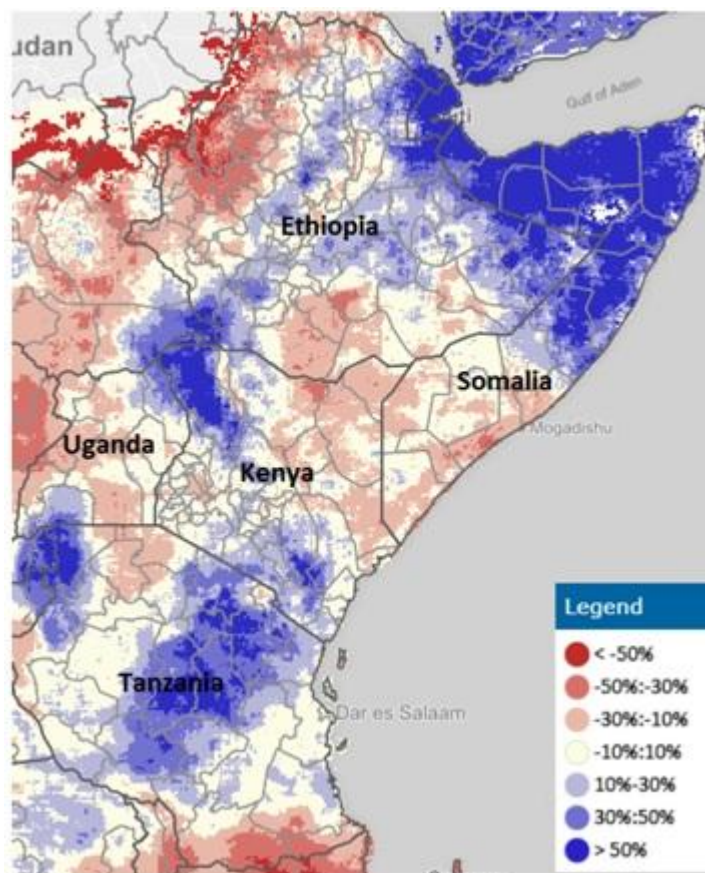 udan
Gulf of Aden
Ethiopia
Somalia
Mogadishu
Uganda
Kenya
Tanzania
Dar es Salaam
Legend
< -50%
-50%:-30%
-30%:-10%
-10%:10%
10%-30%
30%:50%
> 50%